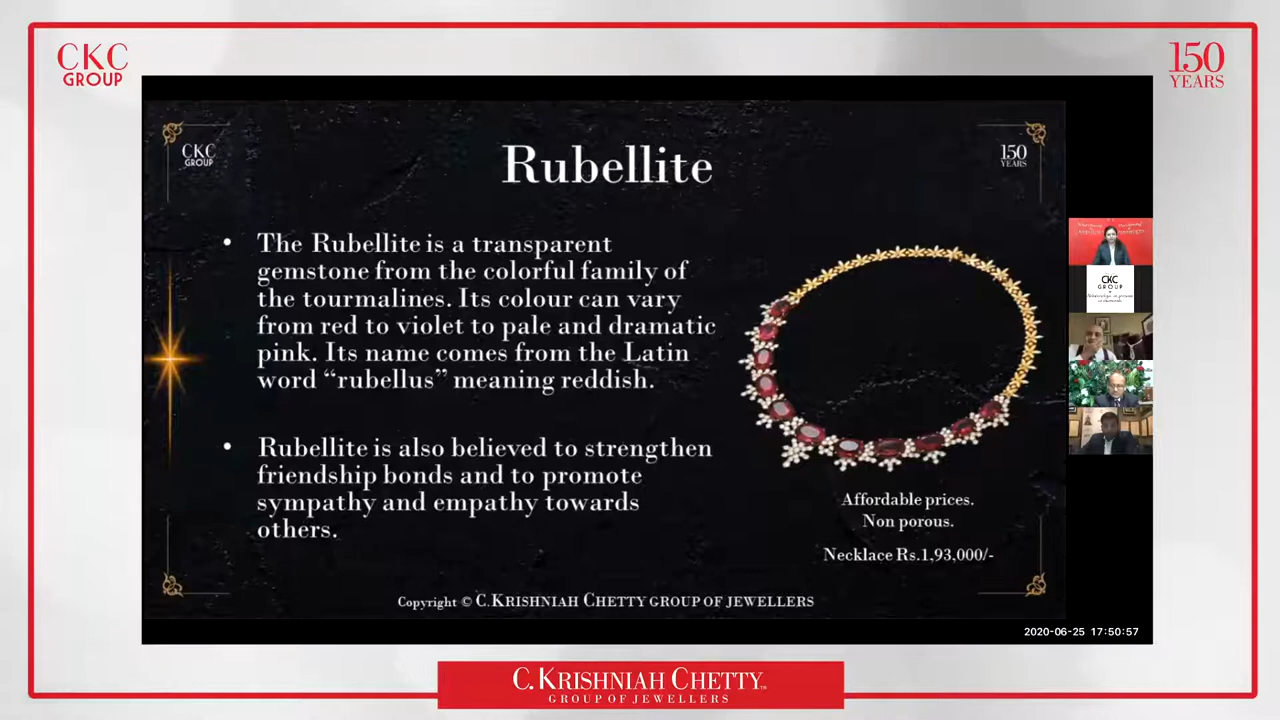 CKC
GROUP
150
YEARS
CKC
GROUP
150
YEARS
Rubellite
• The Rubellite is a transparent
gemstone from the colorful family of
the tourmalines. Its colour can vary
from red to violet to pale and dramatic
pink. Its name comes from the Latin
word “rubellus” meaning reddish.
• Rubellite is also believed to strengthen
friendship bonds and to promote
sympathy and empathy towards
others.
Affordable prices.
Non porous.
Necklace Rs.1,93,000/-
CKC
GROUP
Copyright © C.KRISHNIAH CHETTY GROUP OF JEWELLERS
2020-06-25 17:50:57
C.KRISHNIAH CHETTY™
GROUP OF JEWELLERS